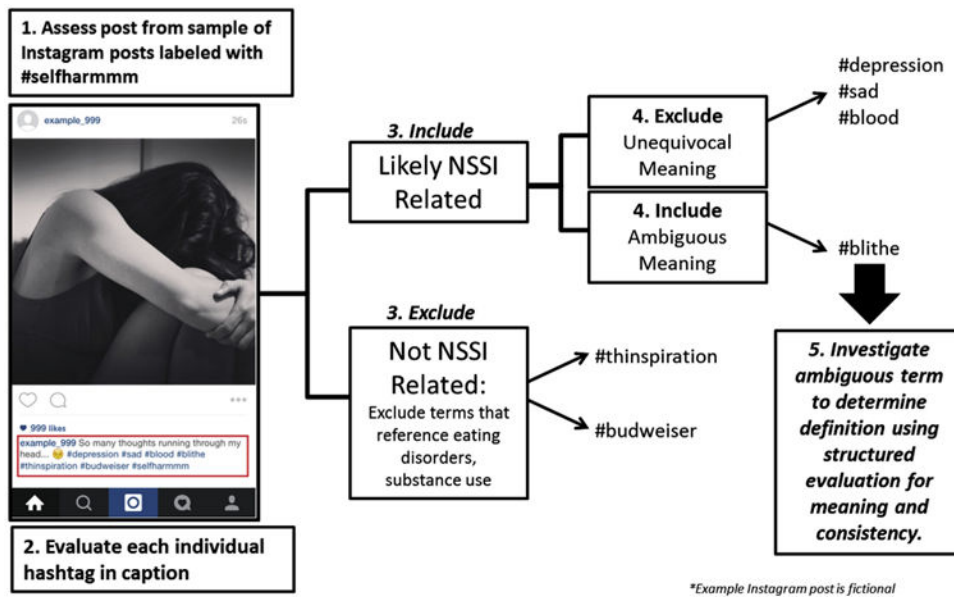 1. Assess post from sample of
Instagram posts labeled with
#selfharmmm
example_999
26s
999 likes
example_999 So many thoughts running through my
head... 😔 #depression #sad #blood #blithe
#thinspiration #budweiser #selfharmmm
2. Evaluate each individual
hashtag in caption
3. Include
Likely NSSI
Related
3. Exclude
Not NSSI
Related:
Exclude terms that
reference eating
disorders,
substance use
4. Exclude
Unequivocal
Meaning
4. Include
Ambiguous
Meaning
#depression
#sad
#blood
#blithe
#thinspiration
#budweiser
5. Investigate
ambiguous term
to determine
definition using
structured
evaluation for
meaning and
consistency.
*Example Instagram post is fictional